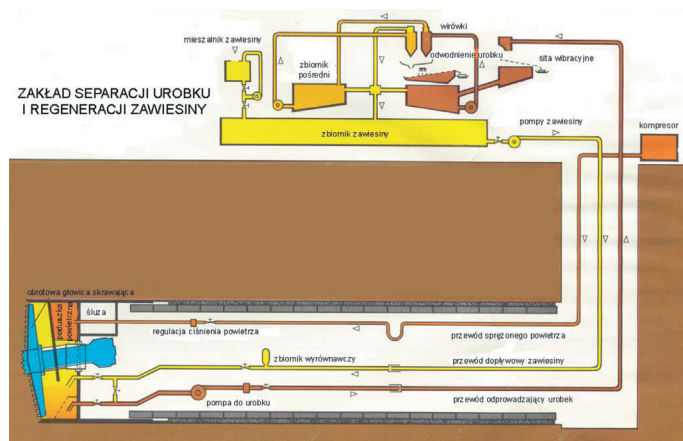 mieszalnik zawiesiny
wirówki
odwodnienie urobku
zbiornik
pośredni
sita wibracyjne
ZAKŁAD SEPARACJI UROBKU
I REGENERACJI ZAWIESINY
zbiornik zawiesiny
pompy zawiesiny
kompresor
obrotowa głowica skrawająca
poduszka
powietrzna
śluza
regulacja ciśnienia powietrza
przewód sprężonego powietrza
zbiornik wyrównawczy
przewód dopływowy zawiesiny
pompa do urobku
przewód odprowadzający urobek